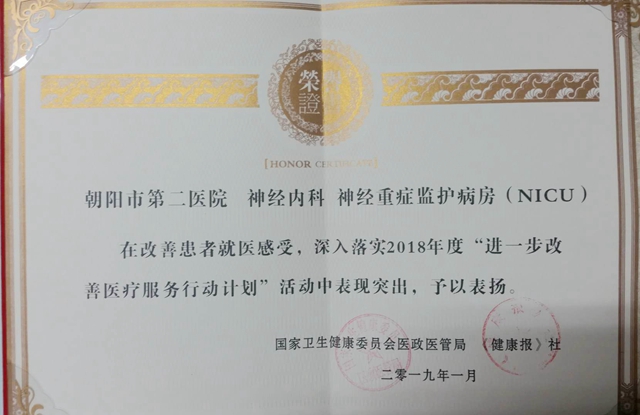 榮
證
[HONOR CERTIFICATE]
朝阳市第二医院 神经内科 神经重症监护病房（NICU）
在改善患者就医感受，深入落实2018年度“进一步改
善医疗服务行动计划”活动中表现突出，予以表扬。
国家卫生健康委员会医政医管局 《健康报》社
二零一九年一月